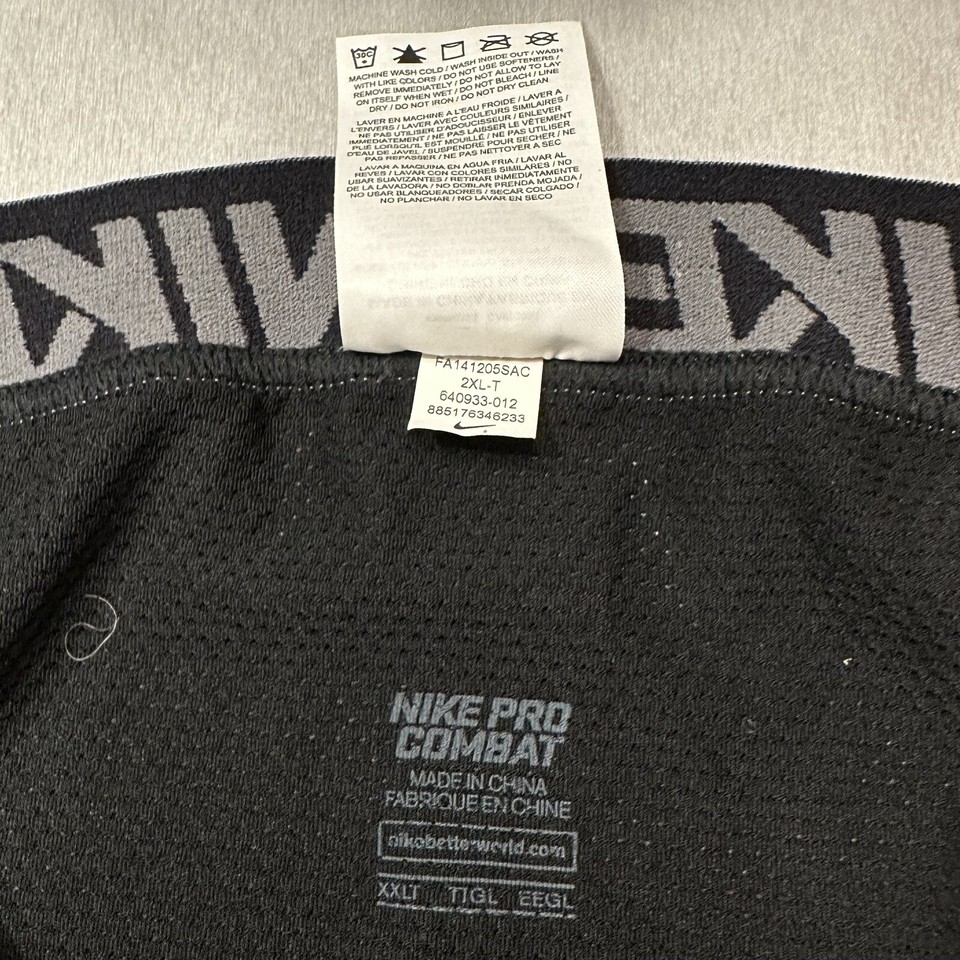 30C
MACHINE WASH COLD / WASH INSIDE OUT / WASH
WITH LIKE COLORS / DO NOT USE SOFTENERS /
REMOVE IMMEDIATELY / DO NOT ALLOW TO LAY
ON ITSELF WHEN WET / DO NOT BLEACH / LINE
DRY / DO NOT IRON / DO NOT DRY CLEAN
LAVER EN MACHINE A L'EAU FROIDE / LAVER A
L'ENVERS / LAVER AVEC COULEURS SIMILAIRES /
NE PAS UTILISER D'ADOUCISSEUR / ENLEVER
IMMEDIATEMENT / NE PAS LAISSER LE VÊTEMENT
PLIÉ LORSQU'IL EST MOUILLÉ / NE PAS UTILISER
D'EAU DE JAVEL / SUSPENDRE POUR SECHER / NE
PAS REPASSER / NE PAS NETTOYER A SEC
LAVAR A MAQUINA EN AGUA FRIA / LAVAR AL
REVES / LAVAR CON COLORES SIMILARES / NO
USAR SUAVIZANTES / RETIRAR INMEDIATAMENTE
DE LA LAVADORA / NO DOBLAR PRENDA MOJADA /
NO USAR BLANQUEADORES / SECAR COLGADO /
NO PLANCHAR / NO LAVAR EN SECO
NIKE
FA141205SAC
2XL-T
640933-012
885176346233
NIKE PRO
COMBAT
MADE IN CHINA
FABRIQUE EN CHINE
nikebetterworld.com
XXLT TTGL EEGL